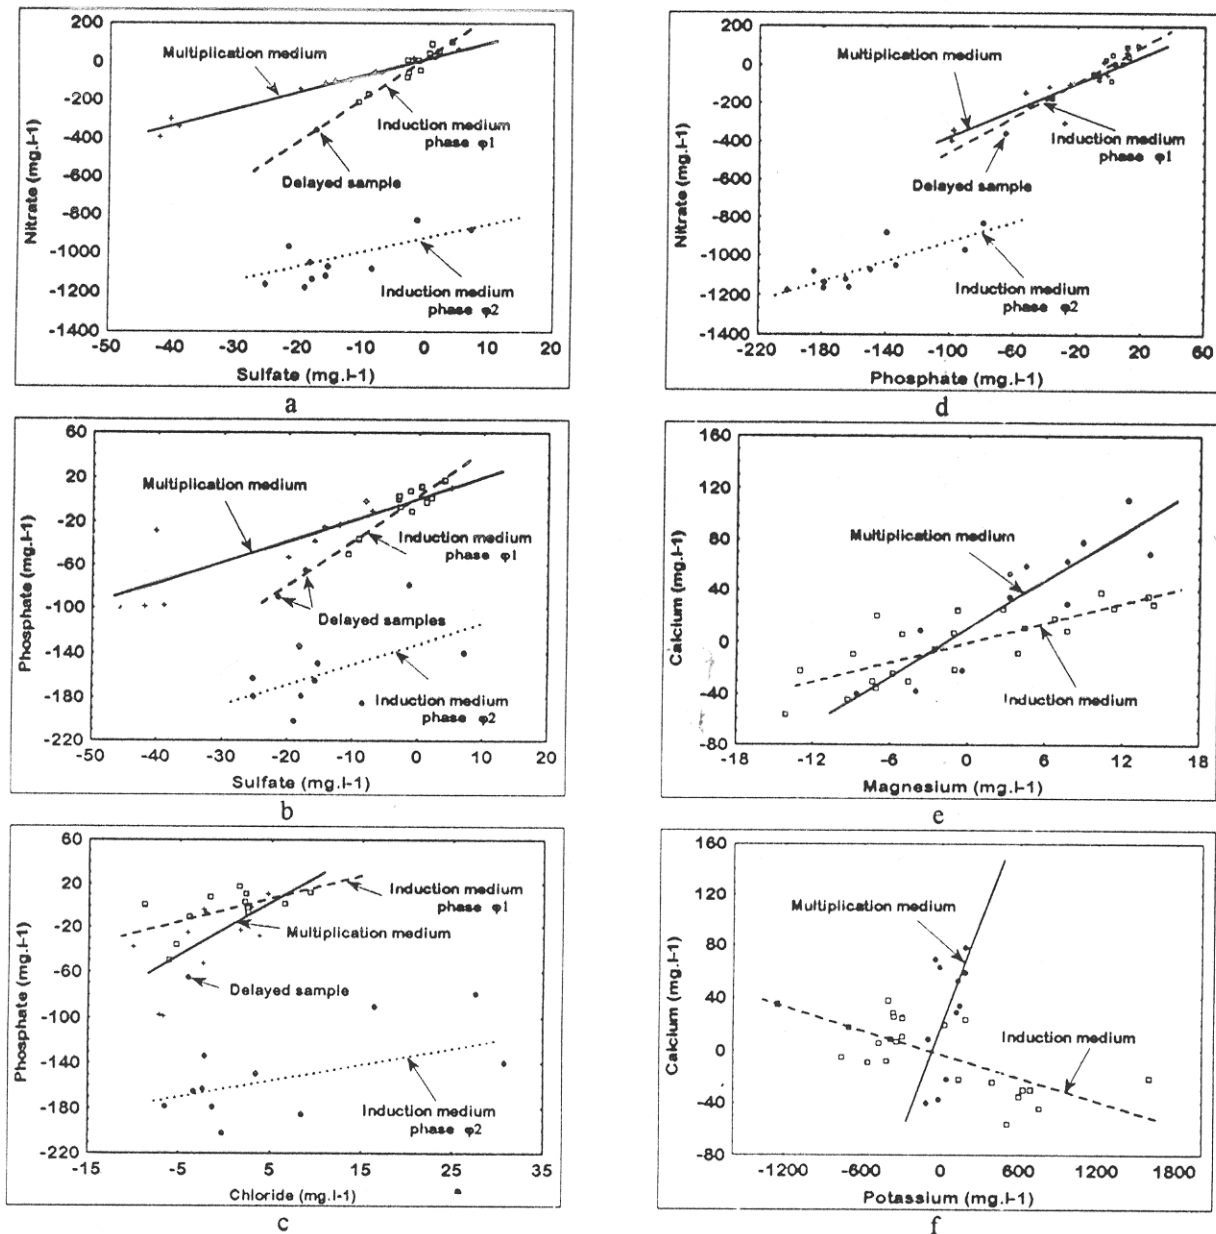 200
0
-200
-400
-600
-800
-1000
-1200
-1400
Nitrate (mg.l-1)
Multiplication medium
Induction medium
phase φ1
Delayed sample
Induction medium
phase φ2
-50 -40 -30 -20 -10 0 10 20
Sulfate (mg.l-1)
a
60
20
-20
-60
-100
-140
-180
-220
Phosphate (mg.l-1)
Multiplication medium
Induction medium
phase φ1
Delayed samples
Induction medium
phase φ2
-50 -40 -30 -20 -10 0 10 20
Sulfate (mg.l-1)
b
60
20
-20
-60
-100
-140
-180
-220
Phosphate (mg.l-1)
Induction medium
phase φ1
Multiplication medium
Delayed sample
Induction medium
phase φ2
-15 -5 5 15 25 35
Chloride (mg.l-1)
c
200
0
-200
-400
-600
-800
-1000
-1200
-1400
Nitrate (mg.l-1)
Multiplication medium
Induction medium
phase φ1
Delayed sample
Induction medium
phase φ2
-220 -180 -140 -100 -60 -20 20 60
Phosphate (mg.l-1)
d
160
120
80
40
0
-40
-80
Calcium (mg.l-1)
Multiplication medium
Induction medium
-18 -12 -6 0 6 12 18
Magnesium (mg.l-1)
e
160
120
80
40
0
-40
-80
Calcium (mg.l-1)
Multiplication medium
Induction medium
-1200 -600 0 600 1200 1800
Potassium (mg.l-1)
f